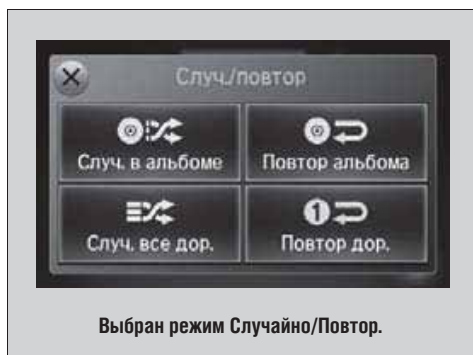 Случ./повтор
Случ. в альбоме
Повтор альбома
Случ. все дор.
Повтор дор.
Выбран режим Случайно/Повтор.